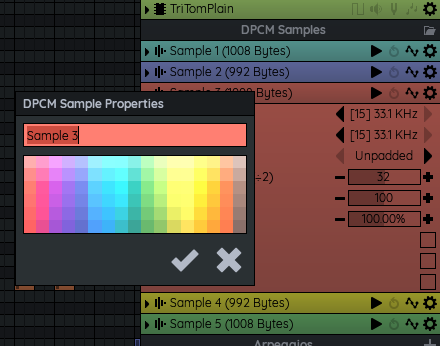 TriTomPlain
DPCM Samples
Sample 1 (1008 Bytes)
Sample 2 (992 Bytes)
Sample 3 (1008 Bytes)
DPCM Sample Properties
[15] 33.1 KHz
Sample 3
[15] 33.1 KHz
Unpadded
÷2)
32
100
100.00%
Sample 4 (992 Bytes)
Sample 5 (1008 Bytes)
Arpeggios